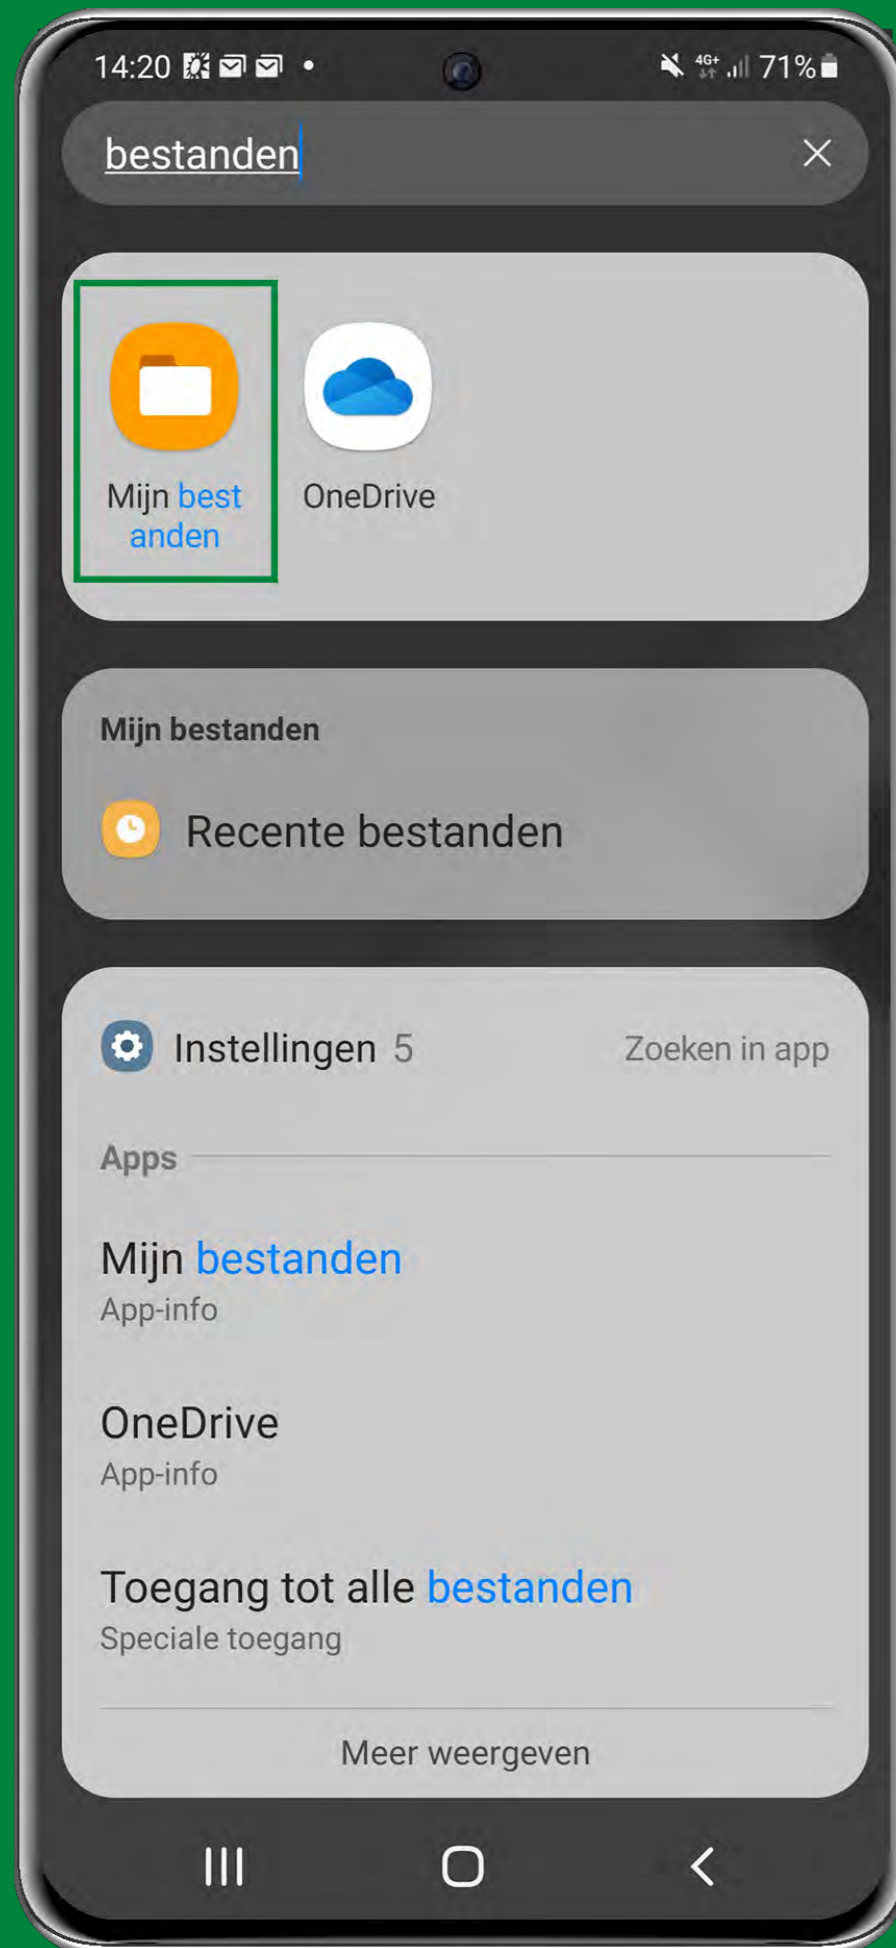 14:20 4G+ 71%
bestanden
Mijn best
anden
OneDrive
Mijn bestanden
Recente bestanden
Instellingen 5 Zoeken in app
Apps
Mijn bestanden
App-info
OneDrive
App-info
Toegang tot alle bestanden
Speciale toegang
Meer weergeven